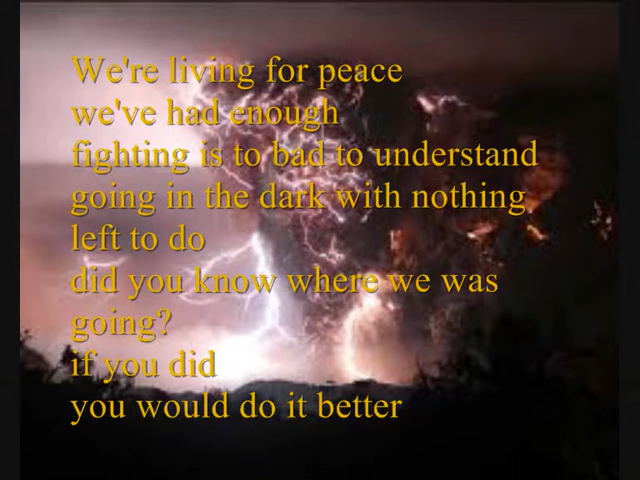 We're living for peace
we've had enough
fighting is to bad to understand
going in the dark with nothing
left to do
did you know where we was
going?
if you did
you would do it better